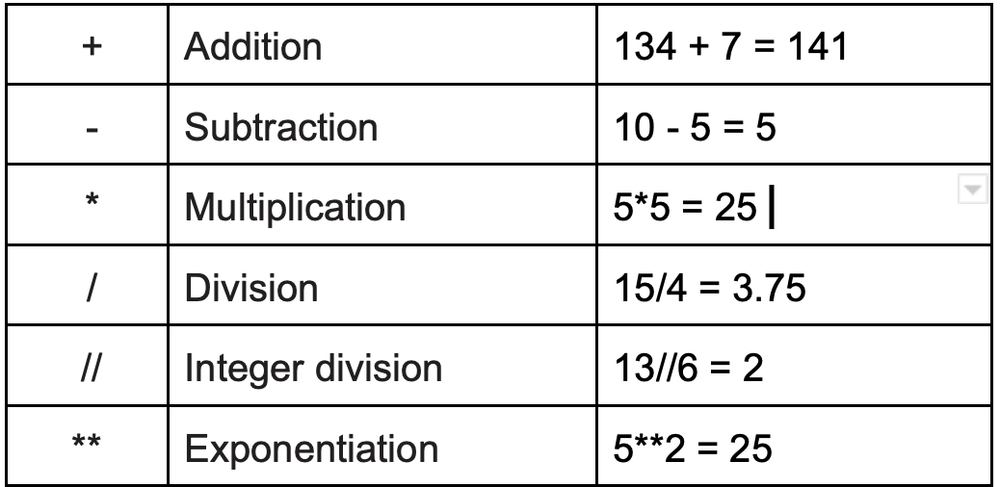 + Addition 134 + 7 = 141
- Subtraction 10 - 5 = 5
* Multiplication 5*5 = 25
/ Division 15/4 = 3.75
// Integer division 13//6 = 2
** Exponentiation 5**2 = 25